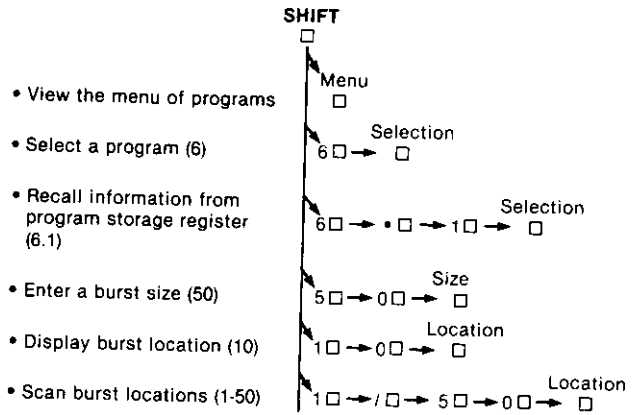 SHIFT
Menu
• View the menu of programs
Selection
• Select a program (6)
6
• Recall information from
program storage register
(6.1)
Selection
6 • 1
Size
• Enter a burst size (50)
5 0
Location
• Display burst location (10)
1 0
Location
• Scan burst locations (1-50)
1 / 5 0